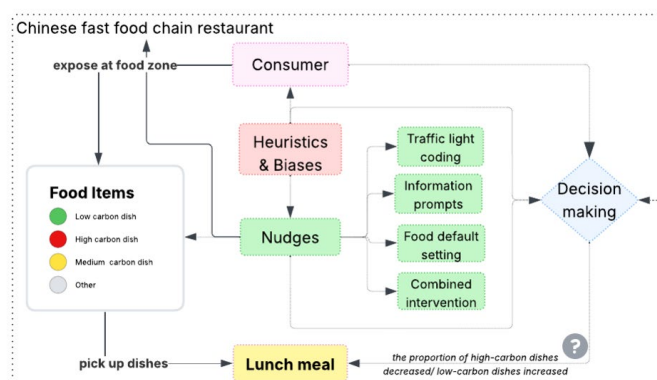 Chinese fast food chain restaurant
expose at food zone
Consumer
Heuristics
& Biases
Traffic light
coding
Information
prompts
Decision
making
Food Items
Low carbon dish
High carbon dish
Medium carbon dish
Other
Nudges
Food default
setting
Combined
intervention
pick up dishes
Lunch meal
the proportion of high-carbon dishes
decreased/ low-carbon dishes increased
?